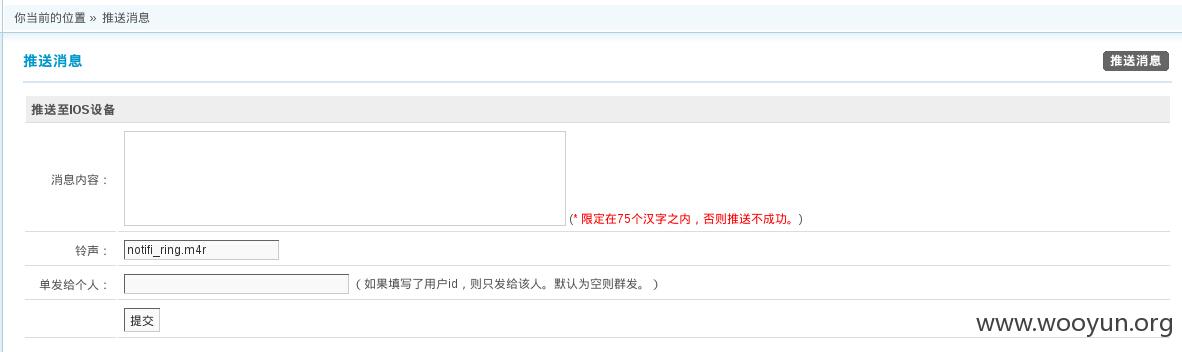 你当前的位置 » 推送消息
推送消息 推送消息
推送至IOS设备
消息内容：
(* 限定在75个汉字之内，否则推送不成功。)
铃声： notifi_ring.m4r
单发给个人： （如果填写了用户id，则只发给该人。默认为空则群发。）
提交
www.wooyun.org